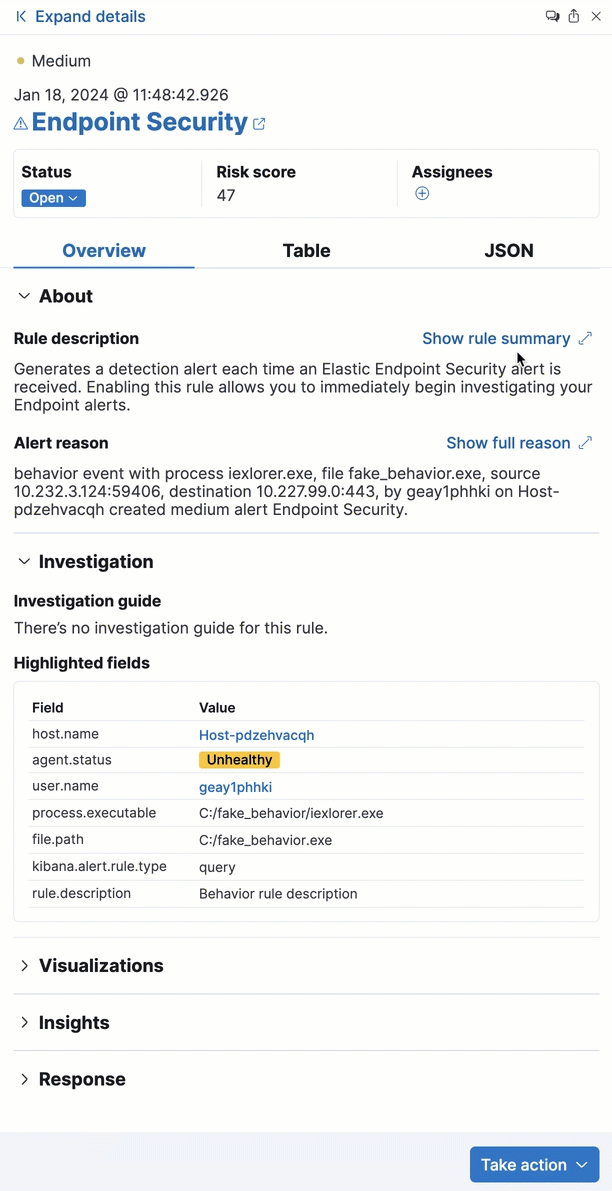 Expand details
Medium
Jan 18, 2024 @ 11:48:42.926
Endpoint Security
Status Risk score Assignees
Open 47
Overview Table JSON
About
Rule description Show rule summary
Generates a detection alert each time an Elastic Endpoint Security alert is
received. Enabling this rule allows you to immediately begin investigating your
Endpoint alerts.
Alert reason Show full reason
behavior event with process iexlorer.exe, file fake_behavior.exe, source
10.232.3.124:59406, destination 10.227.99.0:443, by geay1phhki on Host-
pdzehvacqh created medium alert Endpoint Security.
Investigation
Investigation guide
There’s no investigation guide for this rule.
Highlighted fields
Field Value
host.name Host-pdzehvacqh
agent.status Unhealthy
user.name geay1phhki
process.executable C:/fake_behavior/iexlorer.exe
file.path C:/fake_behavior.exe
kibana.alert.rule.type query
rule.description Behavior rule description
Visualizations
Insights
Response
Take action